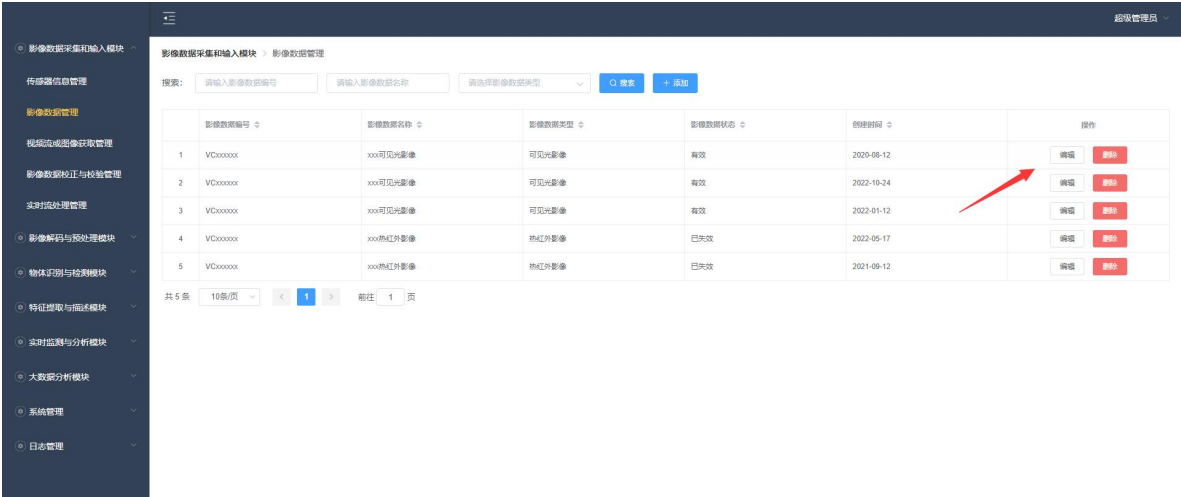 超级管理员
影像数据采集和输入模块
传感器信息管理
影像数据管理
视频流或图像获取管理
影像数据校正与校验管理
实时流处理管理
影像解码与预处理模块
物体识别与检测模块
特征提取与描述模块
实时监测与分析模块
大数据分析模块
系统管理
日志管理
影像数据采集和输入模块 > 影像数据管理
搜索: 请输入影像数据编号 请输入影像数据名称 请选择影像数据类型 搜索 + 添加
影像数据编号 影像数据名称 影像数据类型 影像数据状态 创建时间 操作
1 VCxxxxxx xxx可见光影像 可见光影像 有效 2020-08-12 编辑 删除
2 VCxxxxxx xxx可见光影像 可见光影像 有效 2022-10-24 编辑 删除
3 VCxxxxxx xxx可见光影像 可见光影像 有效 2022-01-12 编辑 删除
4 VCxxxxxx xxx热红外影像 热红外影像 已失效 2022-05-17 编辑 删除
5 VCxxxxxx xxx热红外影像 热红外影像 已失效 2021-09-12 编辑 删除
共 5 条 10条/页 < 1 > 前往 1 页